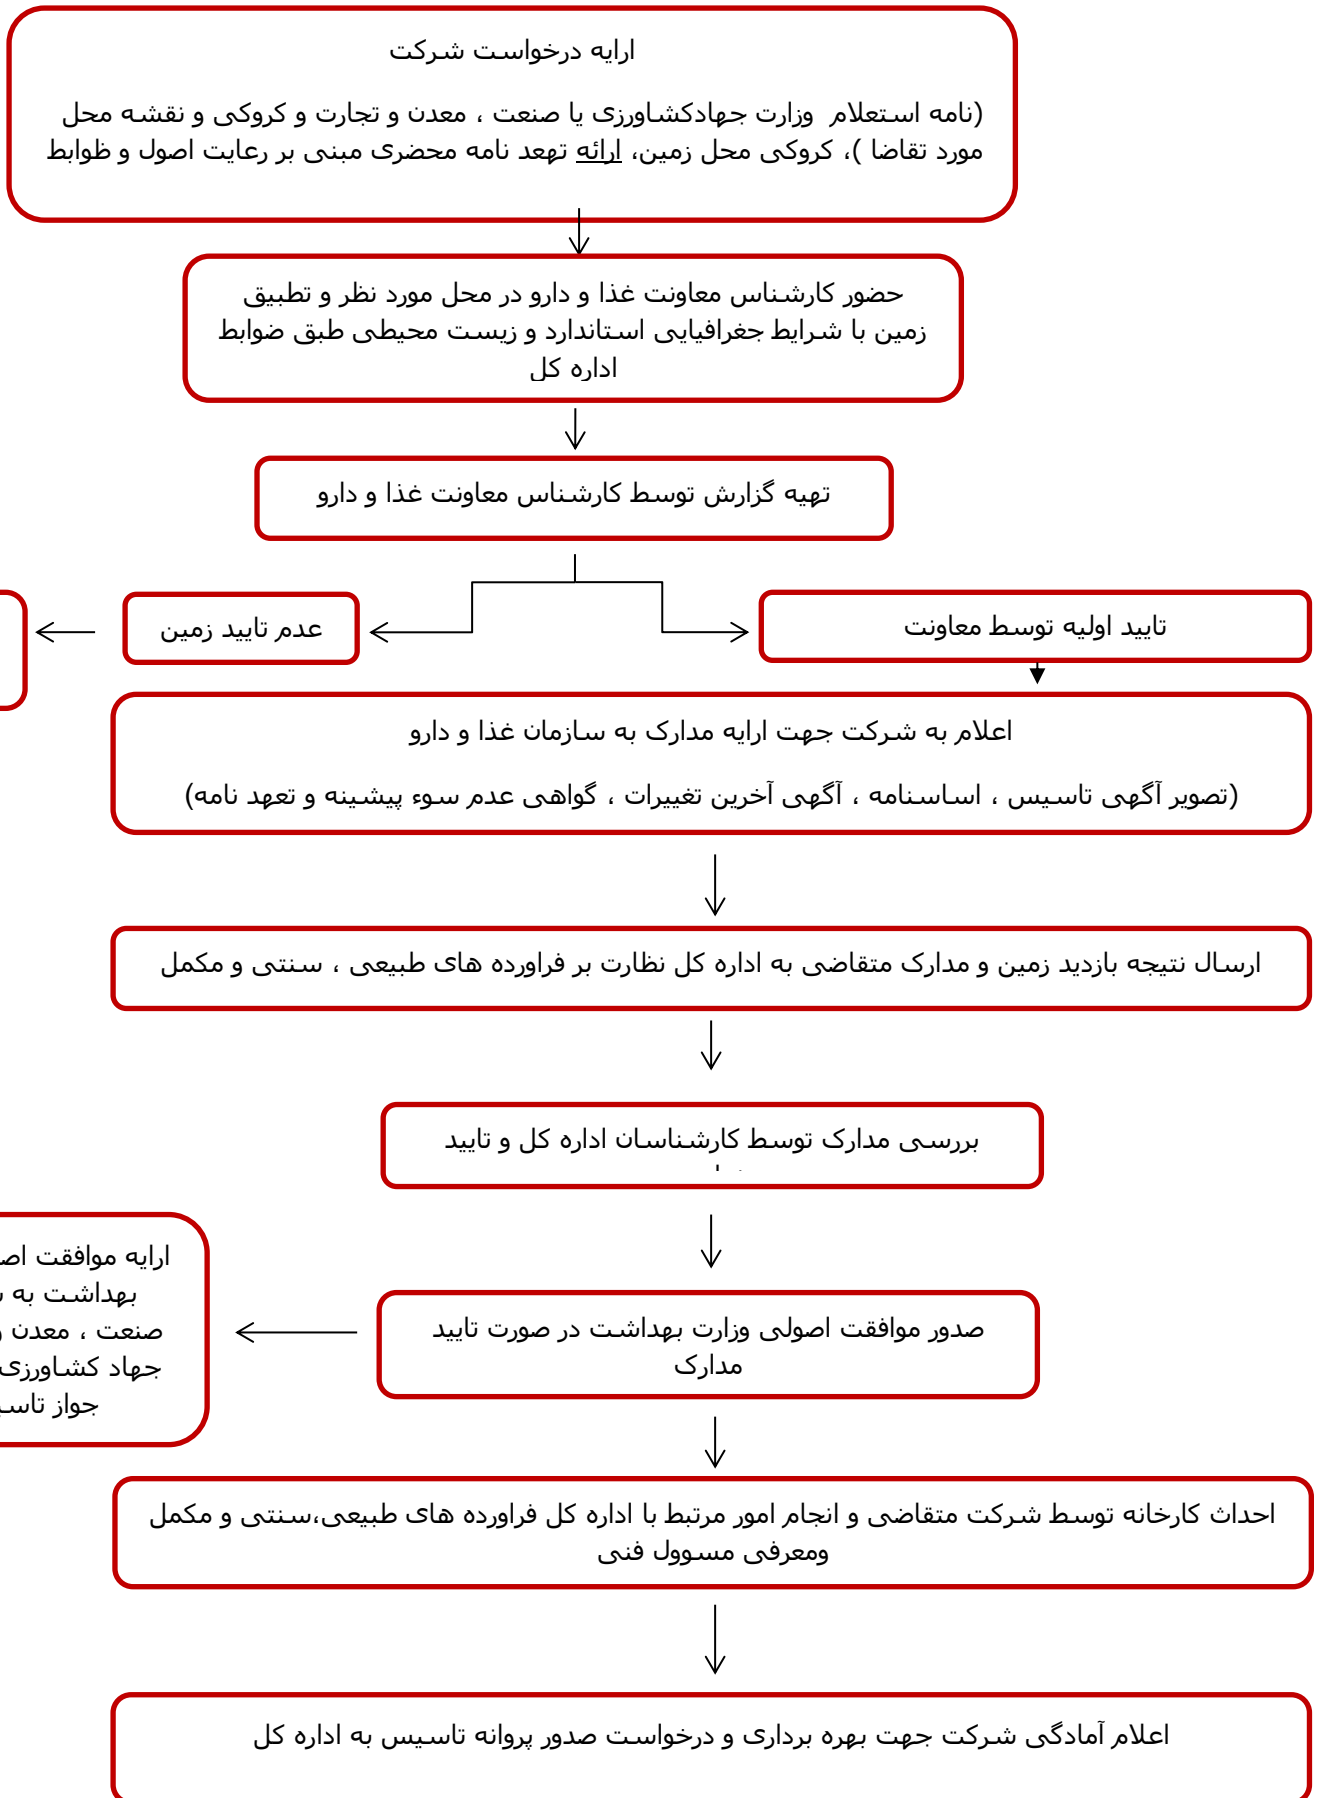 ارایه درخواست شرکت
(نامه استعلام وزارت جهادکشاورزی یا صنعت ، معدن و تجارت و کروکی و نقشه محل
مورد تقاضا )، کروکی محل زمین، ارائه تهعد نامه محضری مبنی بر رعایت اصول و ظوابط
حضور کارشناس معاونت غذا و دارو در محل مورد نظر و تطبیق
زمین با شرایط جغرافیایی استاندارد و زیست محیطی طبق ضوابط
اداره کل
تهیه گزارش توسط کارشناس معاونت غذا و دارو
تایید اولیه توسط معاونت
عدم تایید زمین
اعلام به شرکت جهت ارایه مدارک به سازمان غذا و دارو
(تصویر آگهی تاسیس ، اساسنامه ، آگهی آخرین تغییرات ، گواهی عدم سوء پیشینه و تعهد نامه)
ارسال نتیجه بازدید زمین و مدارک متقاضی به اداره کل نظارت بر فراورده های طبیعی ، سنتی و مکمل
بررسی مدارک توسط کارشناسان اداره کل و تایید
صدور موافقت اصولی وزارت بهداشت در صورت تایید
مدارک
ارایه موافقت
بهداشت به
صنعت ، معدن
جهاد کشاورزی
جواز
احداث کارخانه توسط شرکت متقاضی و انجام امور مرتبط با اداره کل فراورده های طبیعی،سنتی و مکمل
ومعرفی مسوول فنی
اعلام آمادگی شرکت جهت بهره برداری و درخواست صدور پروانه تاسیس به اداره کل